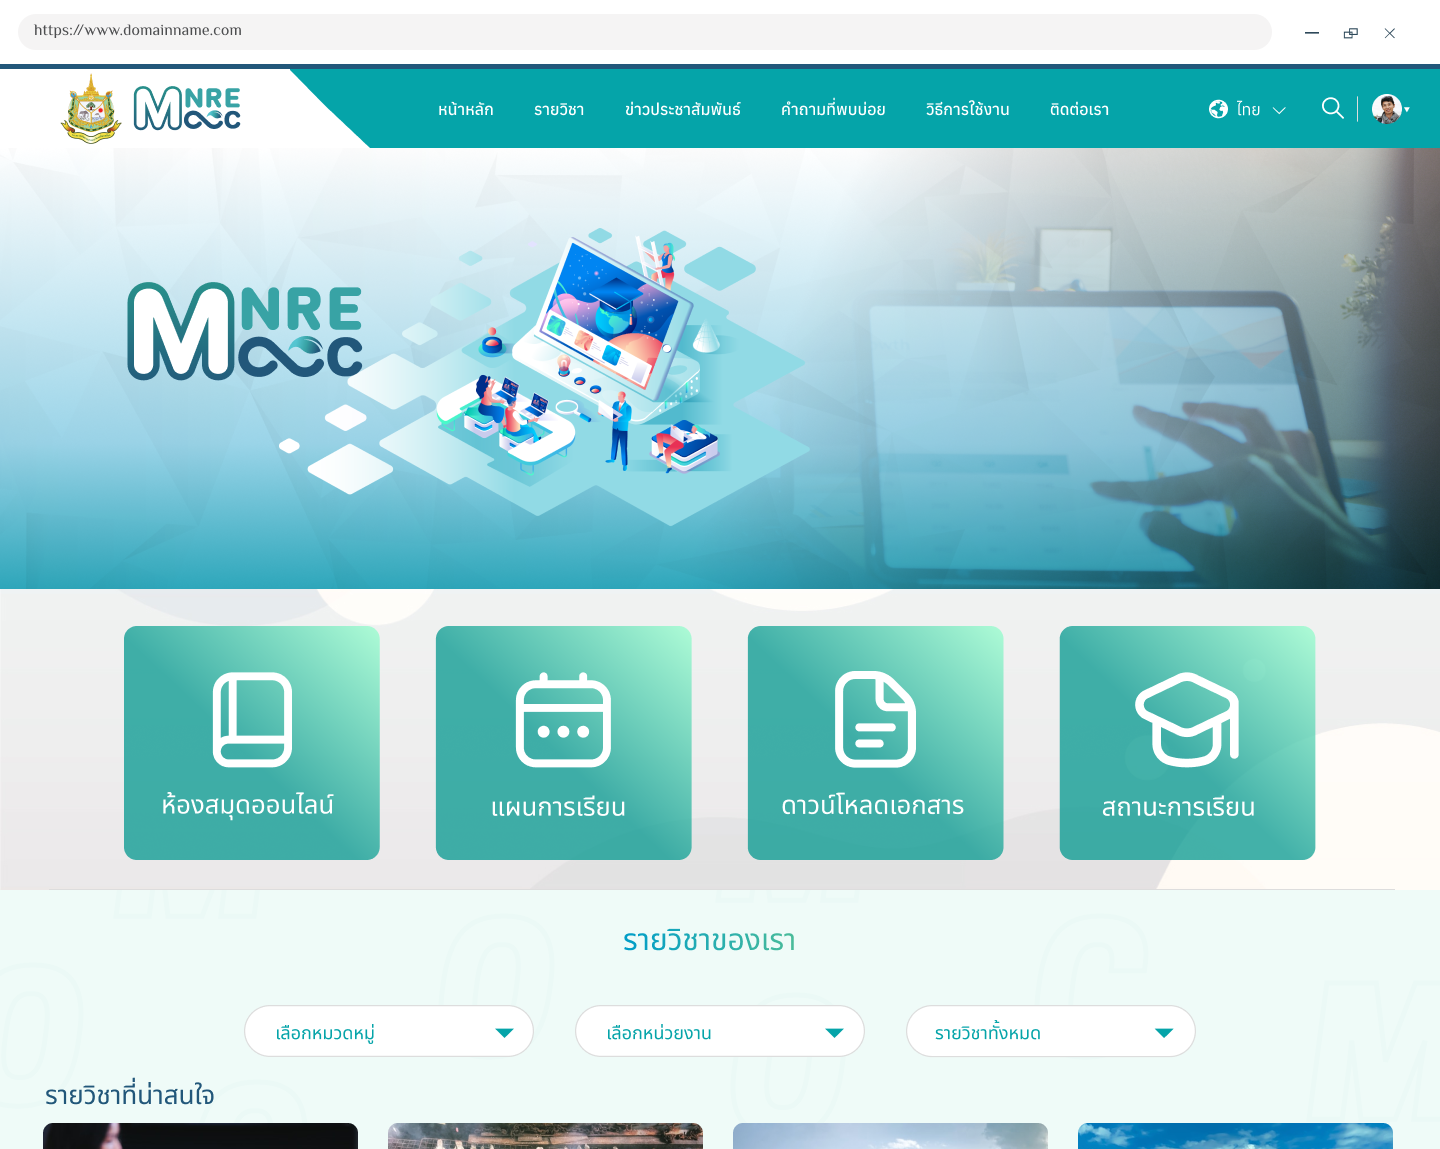 https://www.domainname.com
MNRE
MOOC
หน้าหลัก
รายวิชา
ข่าวประชาสัมพันธ์
คำถามที่พบบ่อย
วิธีการใช้งาน
ติดต่อเรา
ไทย
MNRE
MOOC
ห้องสมุดออนไลน์
แผนการเรียน
ดาวน์โหลดเอกสาร
สถานะการเรียน
รายวิชาของเรา
เลือกหมวดหมู่
เลือกหน่วยงาน
รายวิชาทั้งหมด
รายวิชาที่น่าสนใจ